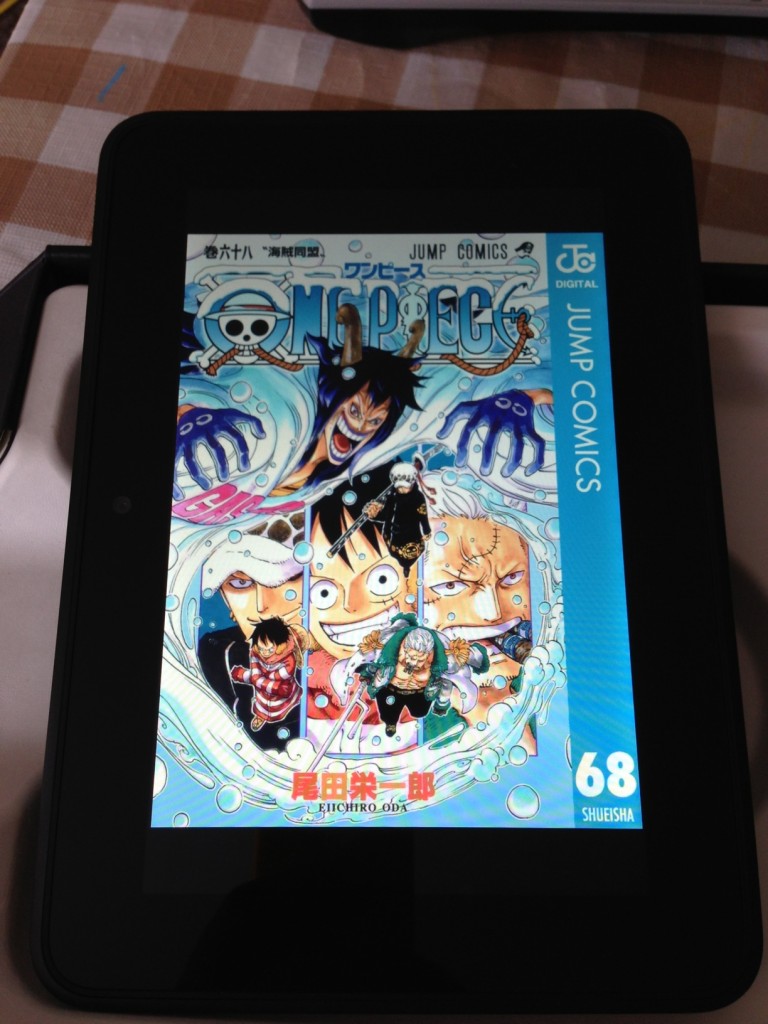 巻六十八 〝海賊同盟〟
JUMP COMICS
ワンピース
ONE PIECE
尾田栄一郎
EIICHIRO ODA
DIGITAL
JUMP COMICS
68
SHUEISHA